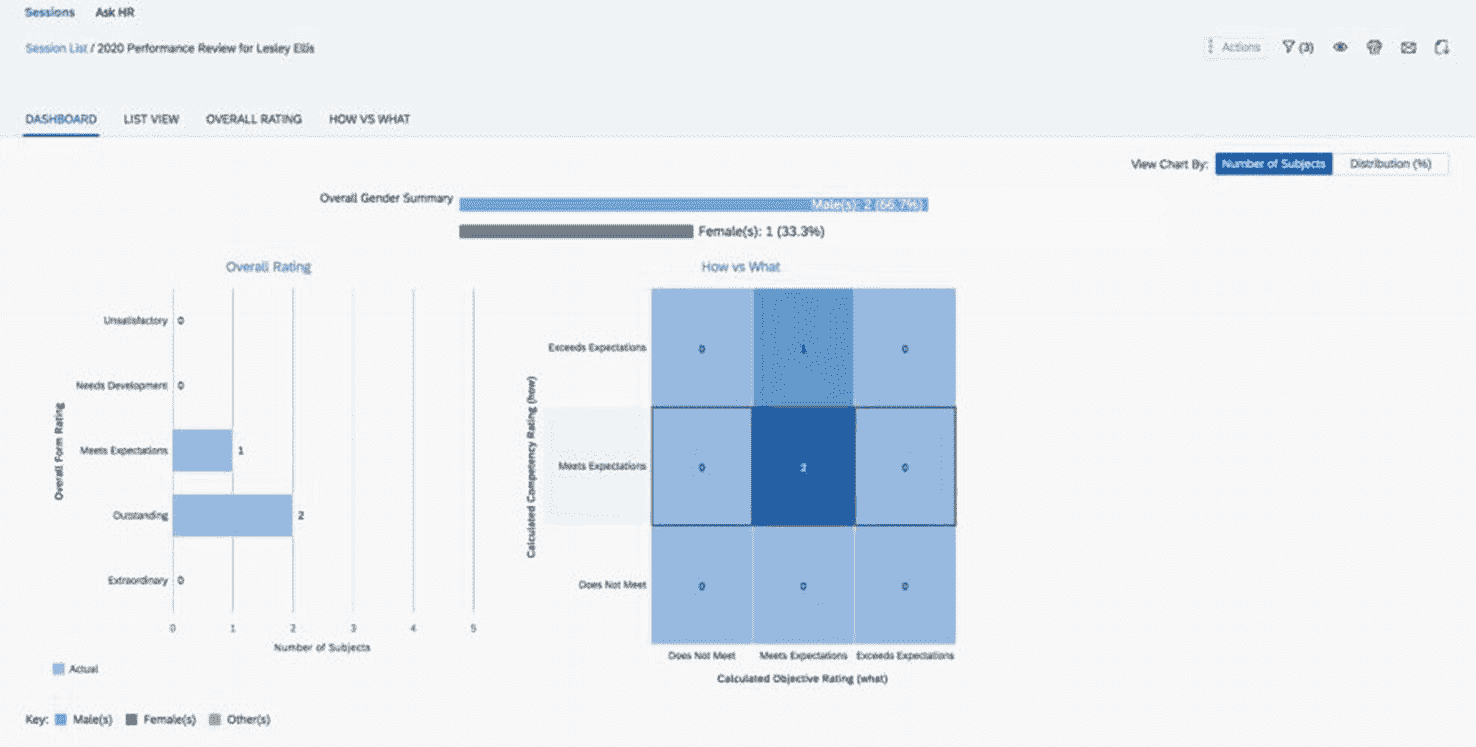 Sessions Ask HR
Session List / 2020 Performance Review for Lesley Ellis
Actions (3)
DASHBOARD LIST VIEW OVERALL RATING HOW VS WHAT
View Chart By: Number of Subjects Distribution (%)
Overall Gender Summary
Male(s): 2 (66.7%)
Female(s): 1 (33.3%)
Overall Rating
Overall Form Rating
Unsatisfactory 0
Needs Development 0
Meets Expectations 1
Outstanding 2
Extraordinary 0
0 1 2 3 4 5
Number of Subjects
Actual
How vs What
Calculated Competency Rating (how)
Exceeds Expectations 0 1 0
Meets Expectations 0 2 0
Does Not Meet 0 0 0
Does Not Meet Meets Expectations Exceeds Expectations
Calculated Objective Rating (what)
Key: Male(s) Female(s) Other(s)